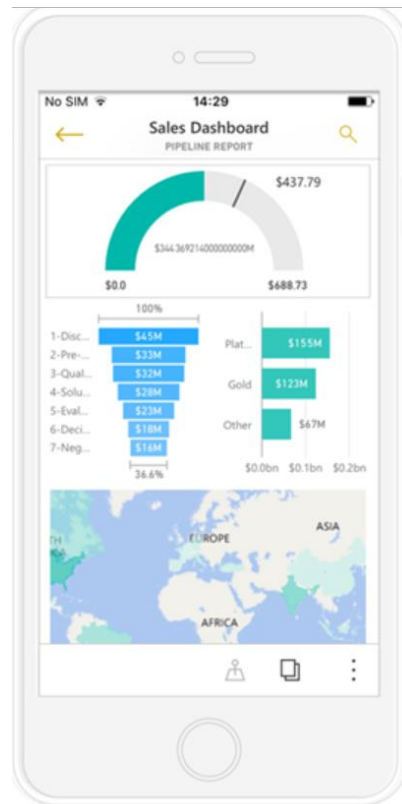 No SIM 14:29
Sales Dashboard
PIPELINE REPORT
$437.79
$344.369214000000000M
$0.0 $688.73
100%
1-Disc... $45M
2-Pre-... $33M
3-Qual... $32M
4-Solu... $28M
5-Eval... $23M
6-Deci... $18M
7-Neg... $16M
36.6%
Plat... $155M
Gold $123M
Other $67M
$0.0bn $0.1bn $0.2bn
EUROPE
ASIA
AFRICA